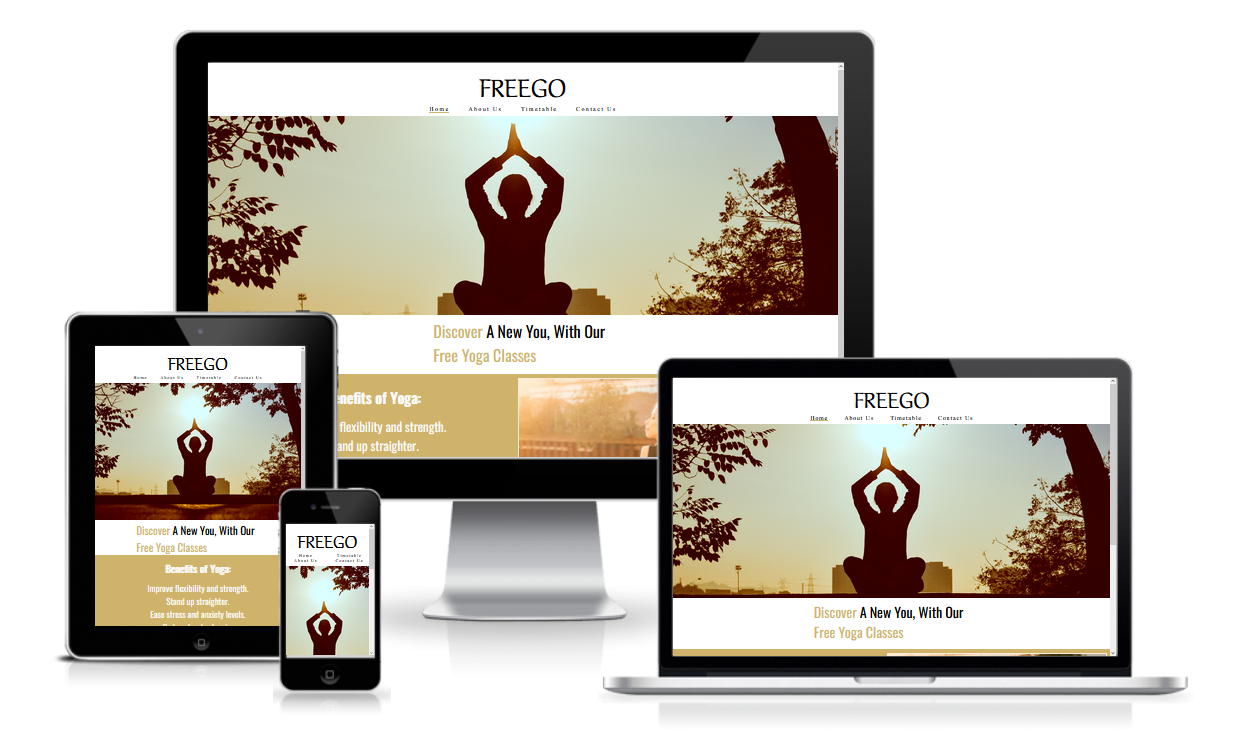 FREEGO
Home About Us Timetable Contact Us
Discover A New You, With Our
Free Yoga Classes
enefits of Yoga:
flexibility and strength.
and up straighter.
FREEGO
Home About Us Timetable Contact Us
Discover A New You, With Our
Free Yoga Classes
Benefits of Yoga:
Improve flexibility and strength.
Stand up straighter.
Ease stress and anxiety levels.
FREEGO
Home Timetable
About Us Contact Us
FREEGO
Home About Us Timetable Contact Us
Discover A New You, With Our
Free Yoga Classes